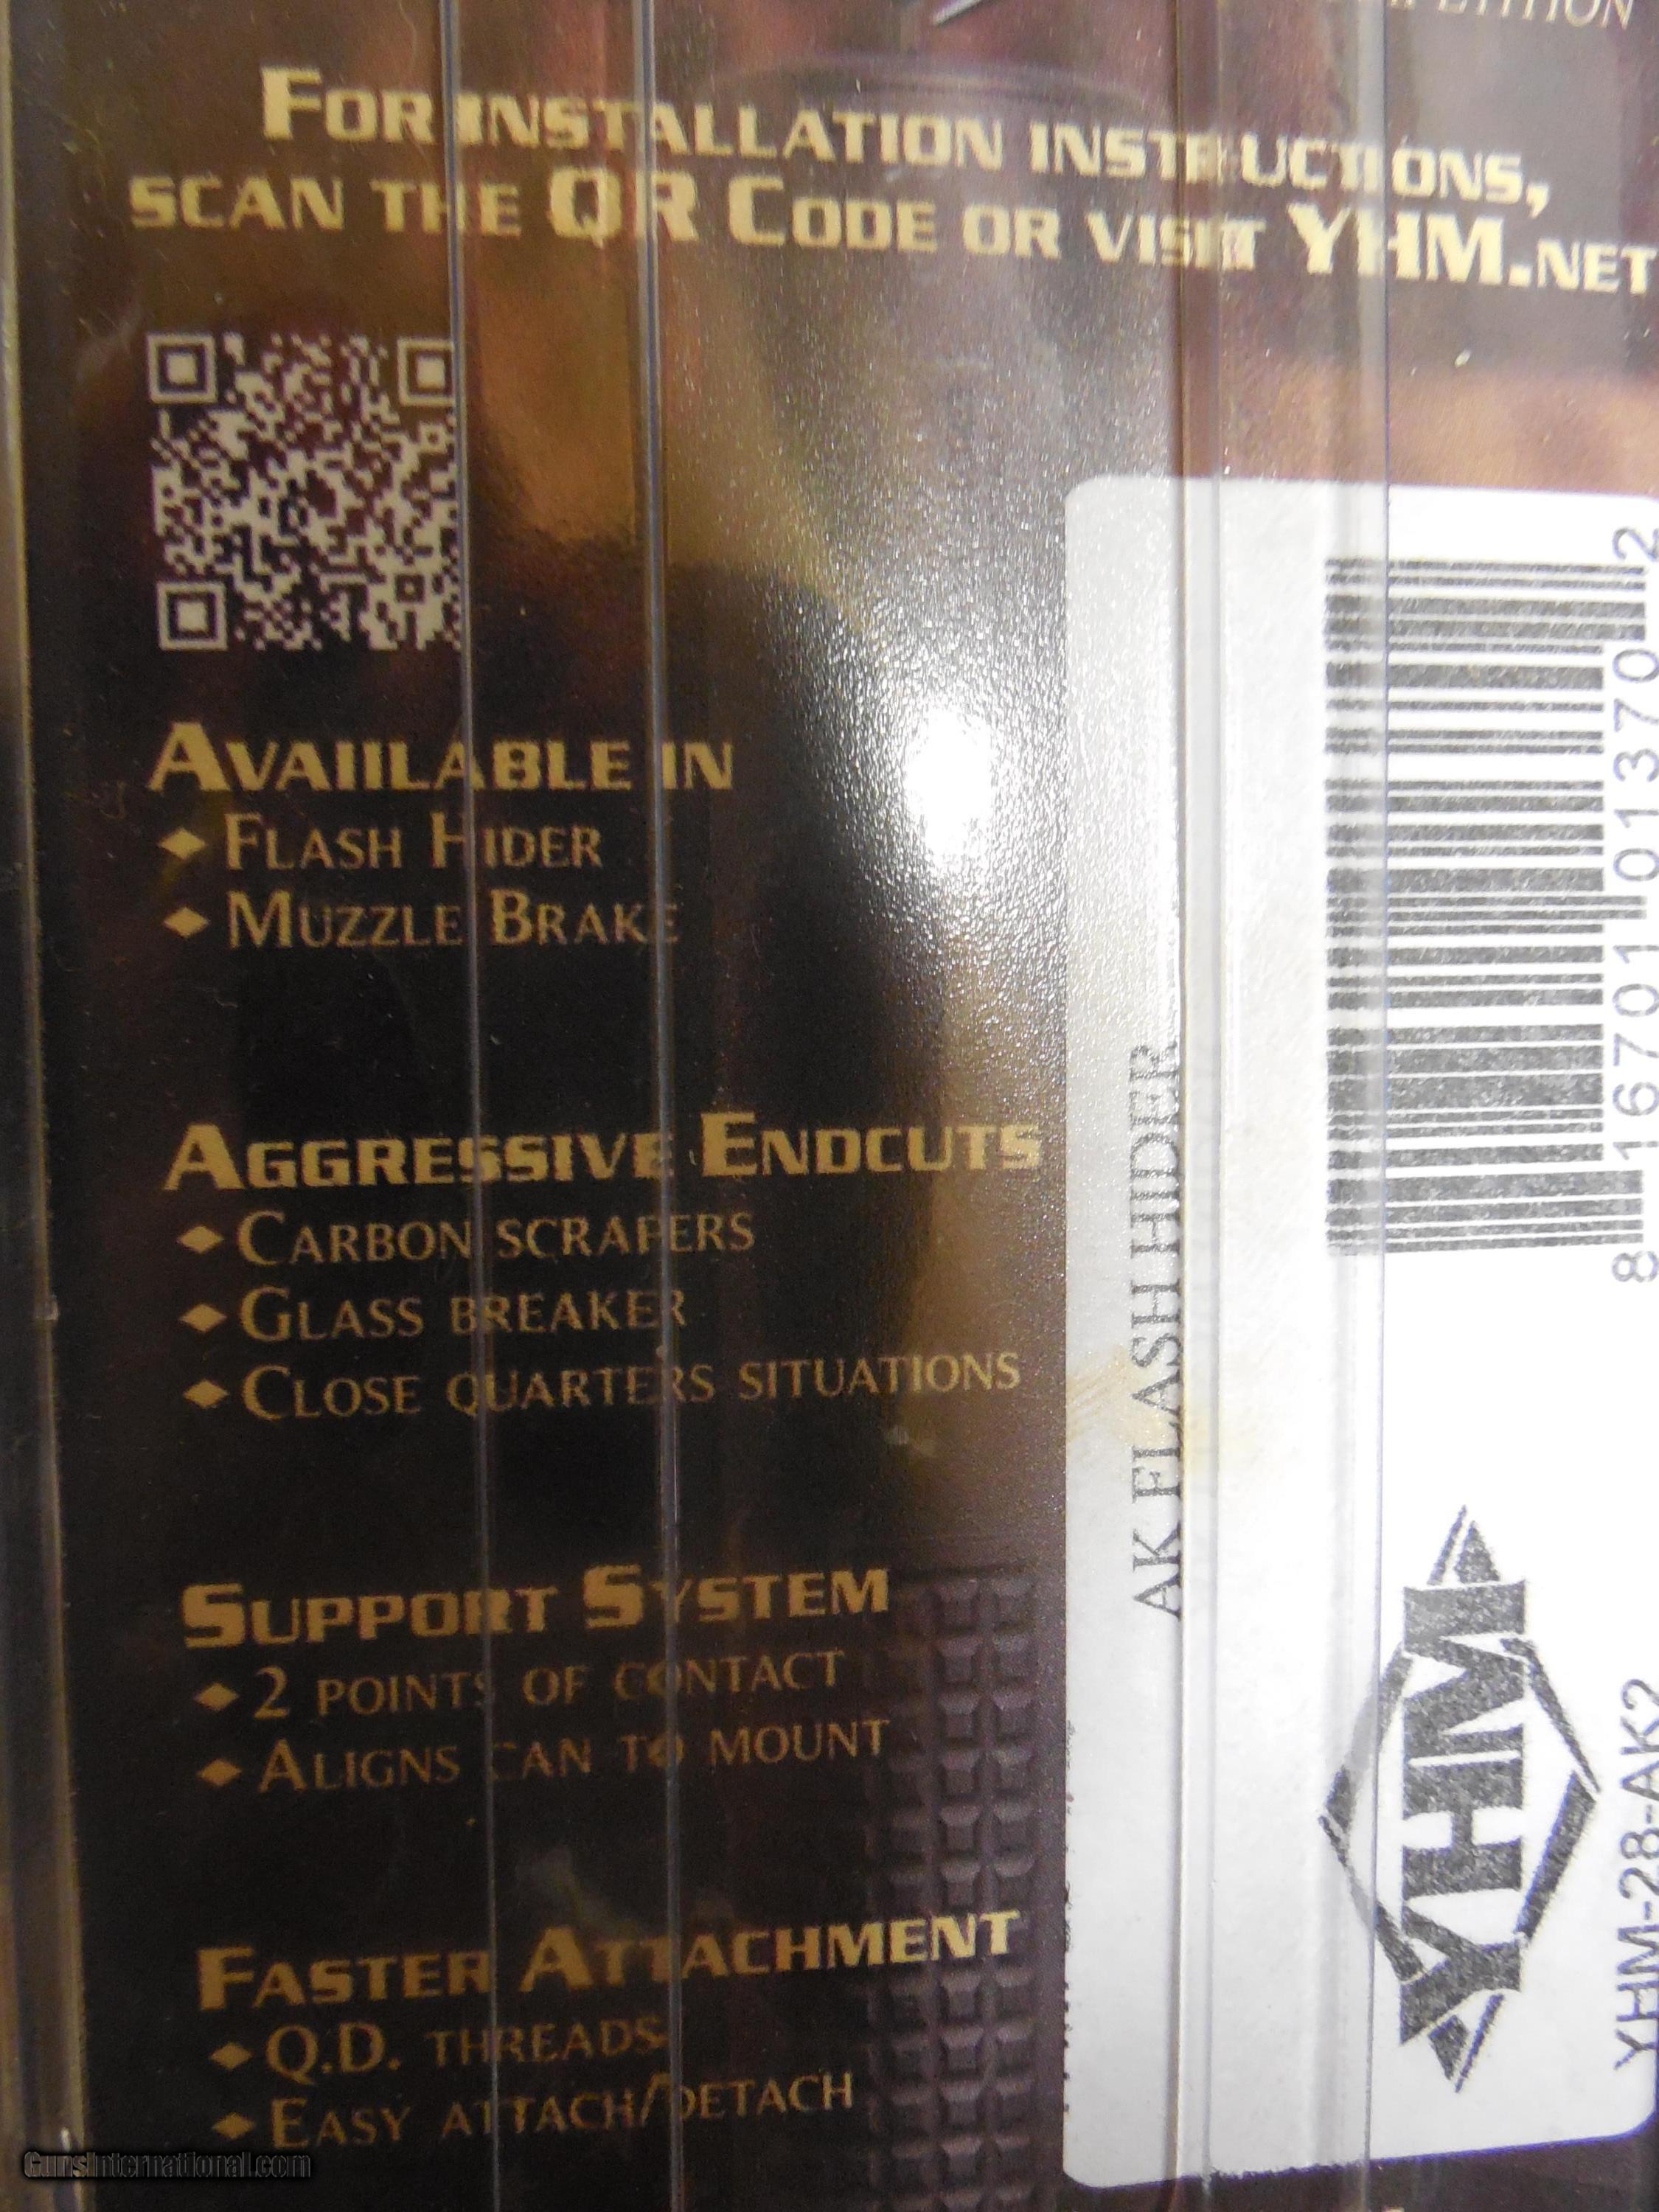 FOR INSTALLATION INSTRUCTIONS,
SCAN THE QR CODE OR VISIT YHM.NET
AVAILABLE IN
◆ FLASH HIDER
◆ MUZZLE BRAKE
AGGRESSIVE ENDCUTS
◆ CARBON SCRAPERS
◆ GLASS BREAKER
◆ CLOSE QUARTERS SITUATIONS
SUPPORT SYSTEM
◆ 2 POINTS OF CONTACT
◆ ALIGNS CAN TO MOUNT
FASTER ATTACHMENT
◆ Q.D. THREADS
◆ EASY ATTACH/DETACH
AK FLASH HIDER
8 16701 01370 2
YHM
YHM-28-AK2
GunsInternational.com